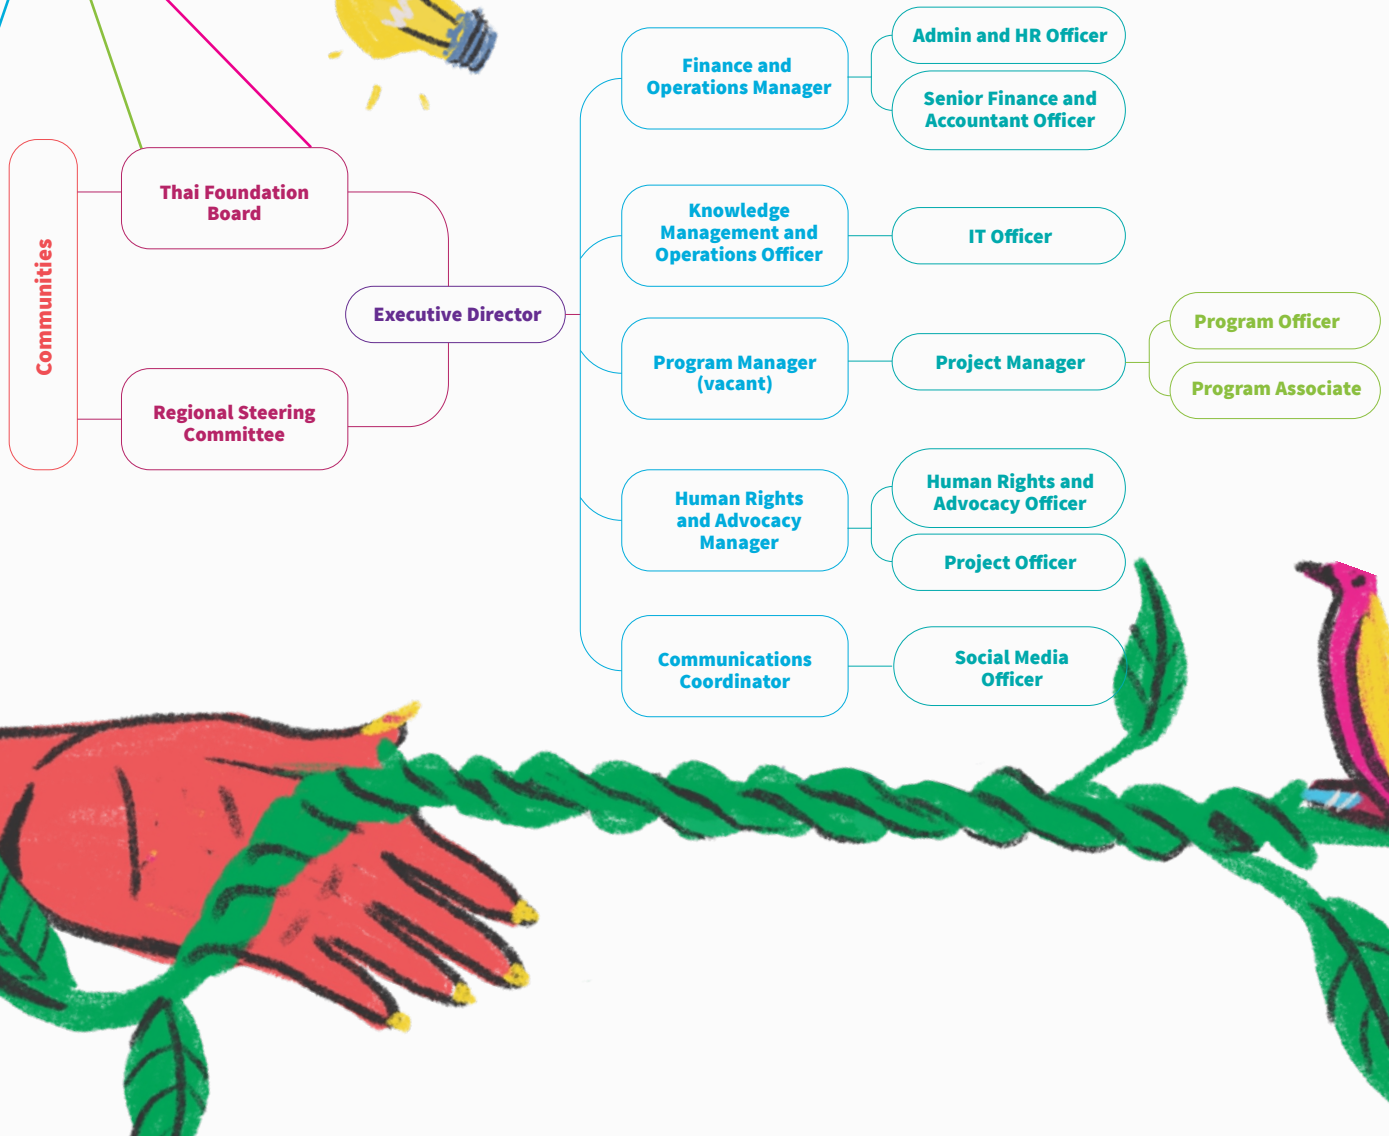 Communities
Thai Foundation
Board
Regional Steering
Committee
Executive Director
Finance and
Operations Manager
Admin and HR Officer
Senior Finance and
Accountant Officer
Knowledge
Management and
Operations Officer
IT Officer
Program Manager
(vacant)
Project Manager
Program Officer
Program Associate
Human Rights
and Advocacy
Manager
Human Rights and
Advocacy Officer
Project Officer
Communications
Coordinator
Social Media
Officer